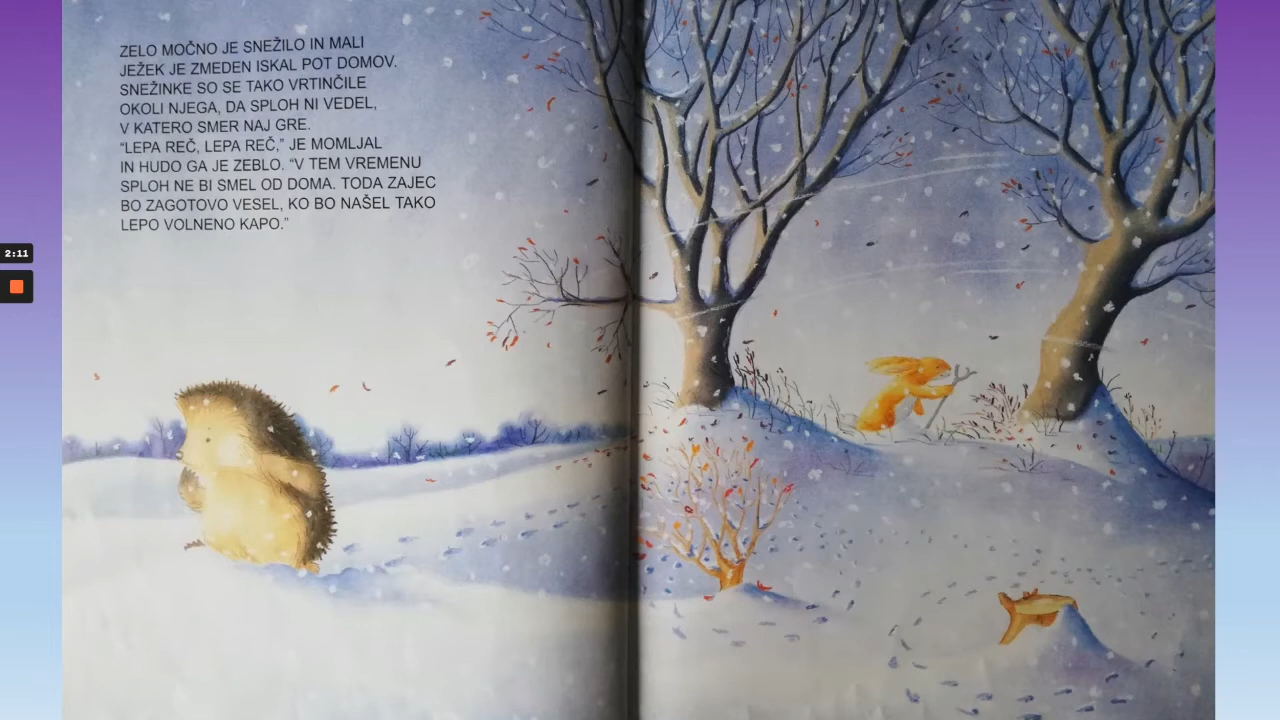 ZELO MOČNO JE SNEŽILO IN MALI
JEŽEK JE ZMEDEN ISKAL POT DOMOV.
SNEŽINKE SO SE TAKO VRTINČILE
OKOLI NJEGA, DA SPLOH NI VEDEL,
V KATERO SMER NAJ GRE.
“LEPA REČ, LEPA REČ,” JE MOMLJAL
IN HUDO GA JE ZEBLO. “V TEM VREMENU
SPLOH NE BI SMEL OD DOMA. TODA ZAJEC
BO ZAGOTOVO VESEL, KO BO NAŠEL TAKO
LEPO VOLNENO KAPO.”
2:11